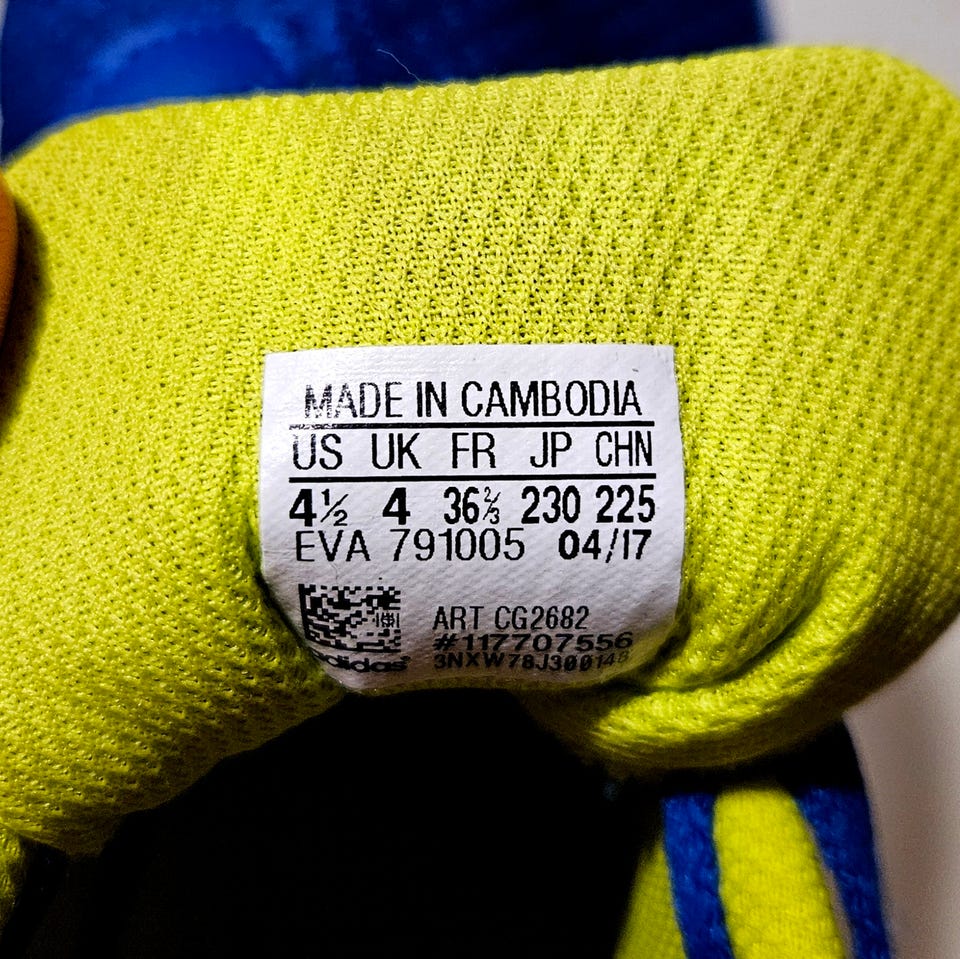 MADE IN CAMBODIA
US UK FR JP CHN
4½ 4 36⅔ 230 225
EVA 791005 04/17
ART CG2682
#117707556
adidas 3NXW78J300148